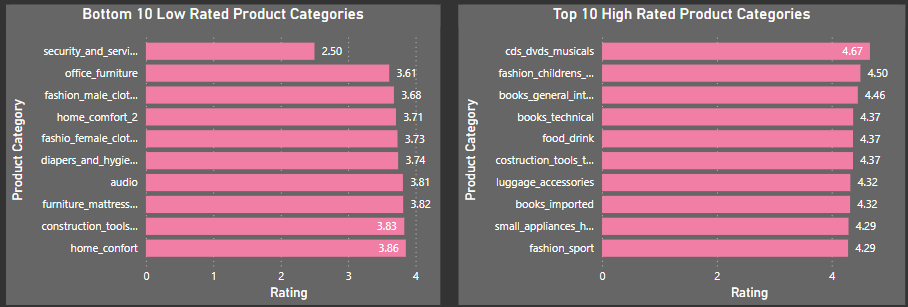 Bottom 10 Low Rated Product Categories
Product Category
security_and_servi... 2.50
office_furniture 3.61
fashion_male_clot... 3.68
home_comfort_2 3.71
fashio_female_clot... 3.73
diapers_and_hygie... 3.74
audio 3.81
furniture_mattress... 3.82
construction_tools... 3.83
home_confort 3.86
0 1 2 3 4
Rating
Top 10 High Rated Product Categories
Product Category
cds_dvds_musicals 4.67
fashion_childrens_... 4.50
books_general_int... 4.46
books_technical 4.37
food_drink 4.37
costruction_tools_t... 4.37
luggage_accessories 4.32
books_imported 4.32
small_appliances_h... 4.29
fashion_sport 4.29
0 2 4
Rating